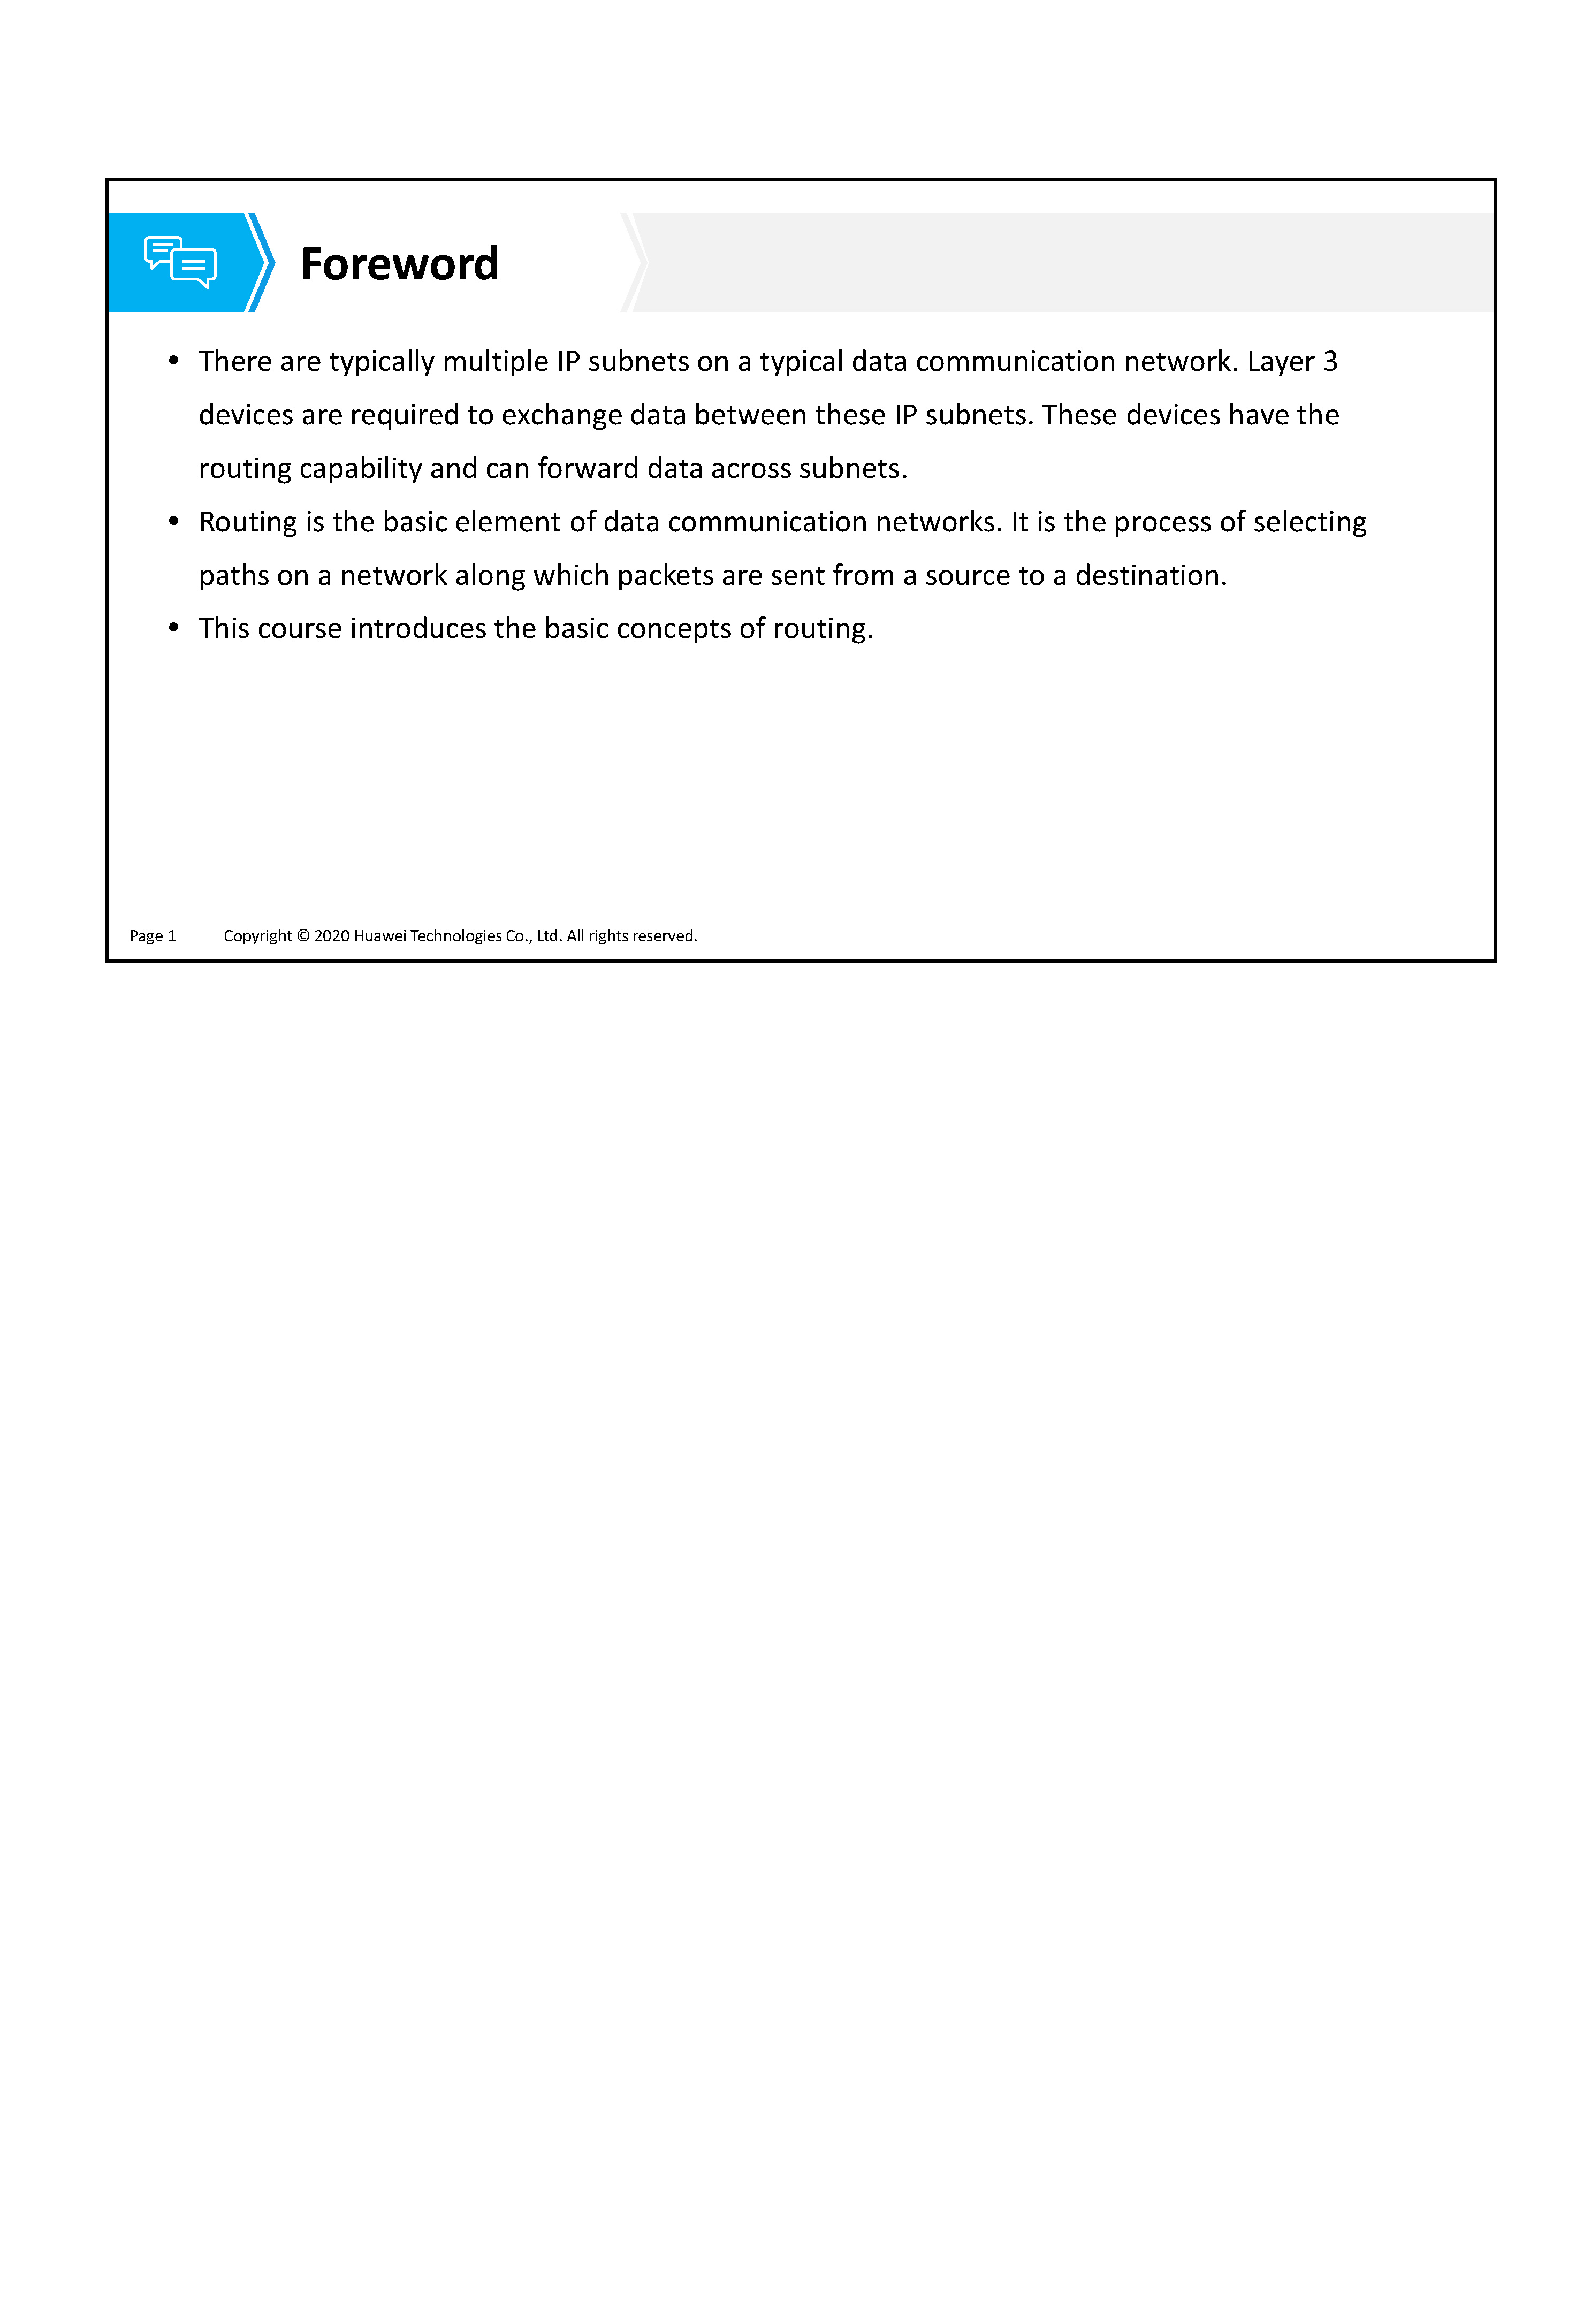 Foreword
• There are typically multiple IP subnets on a typical data communication network. Layer 3
devices are required to exchange data between these IP subnets. These devices have the
routing capability and can forward data across subnets.
• Routing is the basic element of data communication networks. It is the process of selecting
paths on a network along which packets are sent from a source to a destination.
• This course introduces the basic concepts of routing.
Page 1 Copyright © 2020 Huawei Technologies Co., Ltd. All rights reserved.